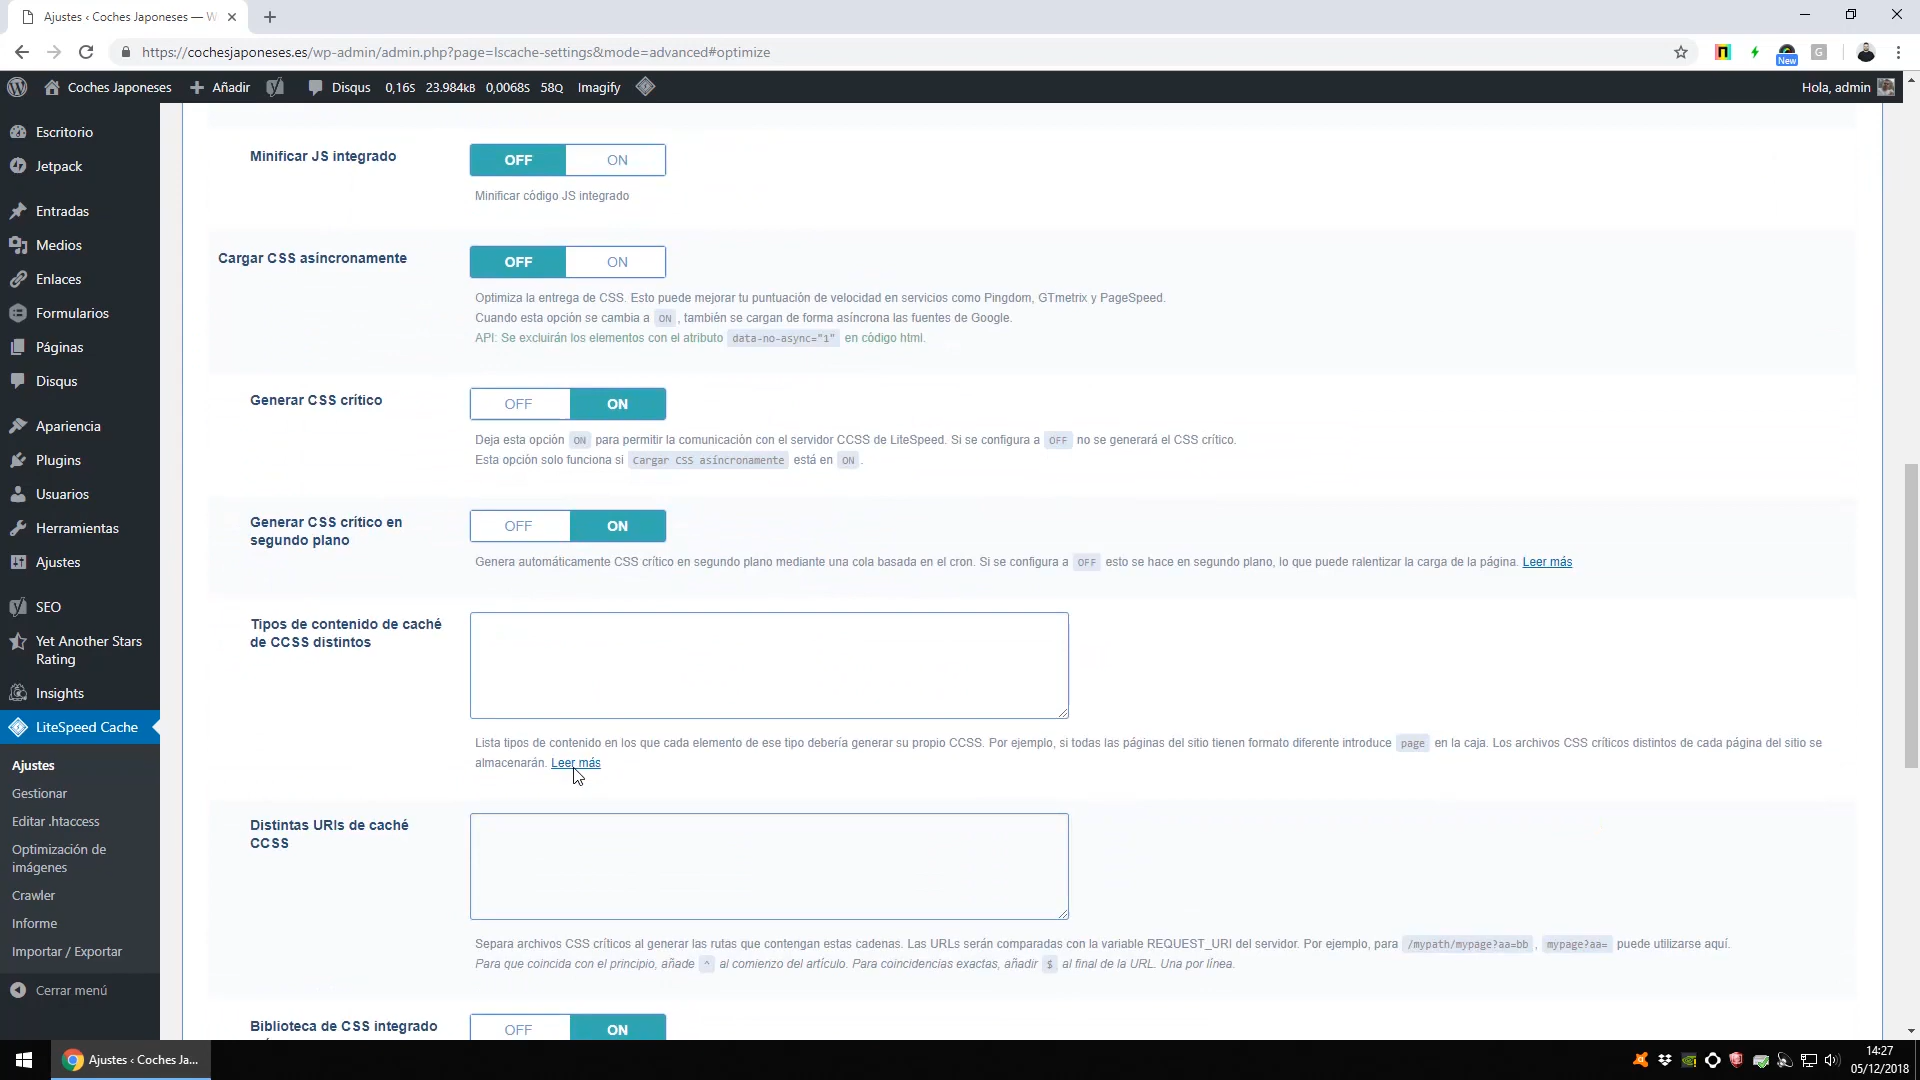 Ajustes ‹ Coches Japoneses — W
https://cochesjaponeses.es/wp-admin/admin.php?page=lscache-settings&mode=advanced#optimize
New
G
Coches Japoneses
Añadir
Disqus
0,16S
23.984kB
0,0068S
58Q
Imagify
Hola, admin
Escritorio
Jetpack
Entradas
Medios
Enlaces
Formularios
Páginas
Disqus
Apariencia
Plugins
Usuarios
Herramientas
Ajustes
SEO
Yet Another Stars
Rating
Insights
LiteSpeed Cache
Ajustes
Gestionar
Editar .htaccess
Optimización de
imágenes
Crawler
Informe
Importar / Exportar
Cerrar menú
Minificar JS integrado
OFF ON
Minificar código JS integrado
Cargar CSS asíncronamente
OFF ON
Optimiza la entrega de CSS. Esto puede mejorar tu puntuación de velocidad en servicios como Pingdom, GTmetrix y PageSpeed.
Cuando esta opción se cambia a ON , también se cargan de forma asíncrona las fuentes de Google.
API: Se excluirán los elementos con el atributo data-no-async="1" en código html.
Generar CSS crítico
OFF ON
Deja esta opción ON para permitir la comunicación con el servidor CCSS de LiteSpeed. Si se configura a OFF no se generará el CSS crítico.
Esta opción solo funciona si Cargar CSS asíncronamente está en ON .
Generar CSS crítico en
segundo plano
OFF ON
Genera automáticamente CSS crítico en segundo plano mediante una cola basada en el cron. Si se configura a OFF esto se hace en segundo plano, lo que puede ralentizar la carga de la página. Leer más
Tipos de contenido de caché
de CCSS distintos
Lista tipos de contenido en los que cada elemento de ese tipo debería generar su propio CCSS. Por ejemplo, si todas las páginas del sitio tienen formato diferente introduce page en la caja. Los archivos CSS críticos distintos de cada página del sitio se
almacenarán. Leer más
Distintas URIs de caché
CCSS
Separa archivos CSS críticos al generar las rutas que contengan estas cadenas. Las URLs serán comparadas con la variable REQUEST_URI del servidor. Por ejemplo, para /mypath/mypage?aa=bb , mypage?aa= puede utilizarse aquí.
Para que coincida con el principio, añade ^ al comienzo del artículo. Para coincidencias exactas, añadir $ al final de la URL. Una por línea.
Biblioteca de CSS integrado
OFF ON
Ajustes ‹ Coches Ja...
14:27
05/12/2018